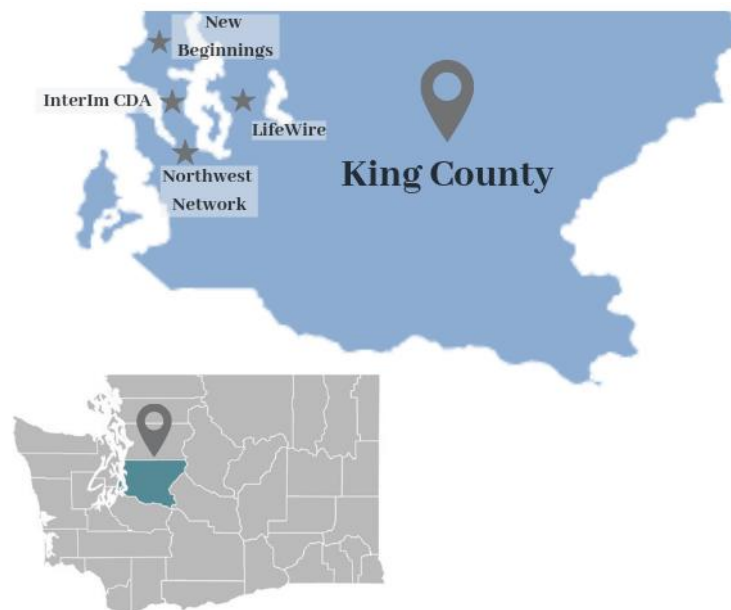 New
Beginnings
InterIm CDA
LifeWire
Northwest
Network
King County